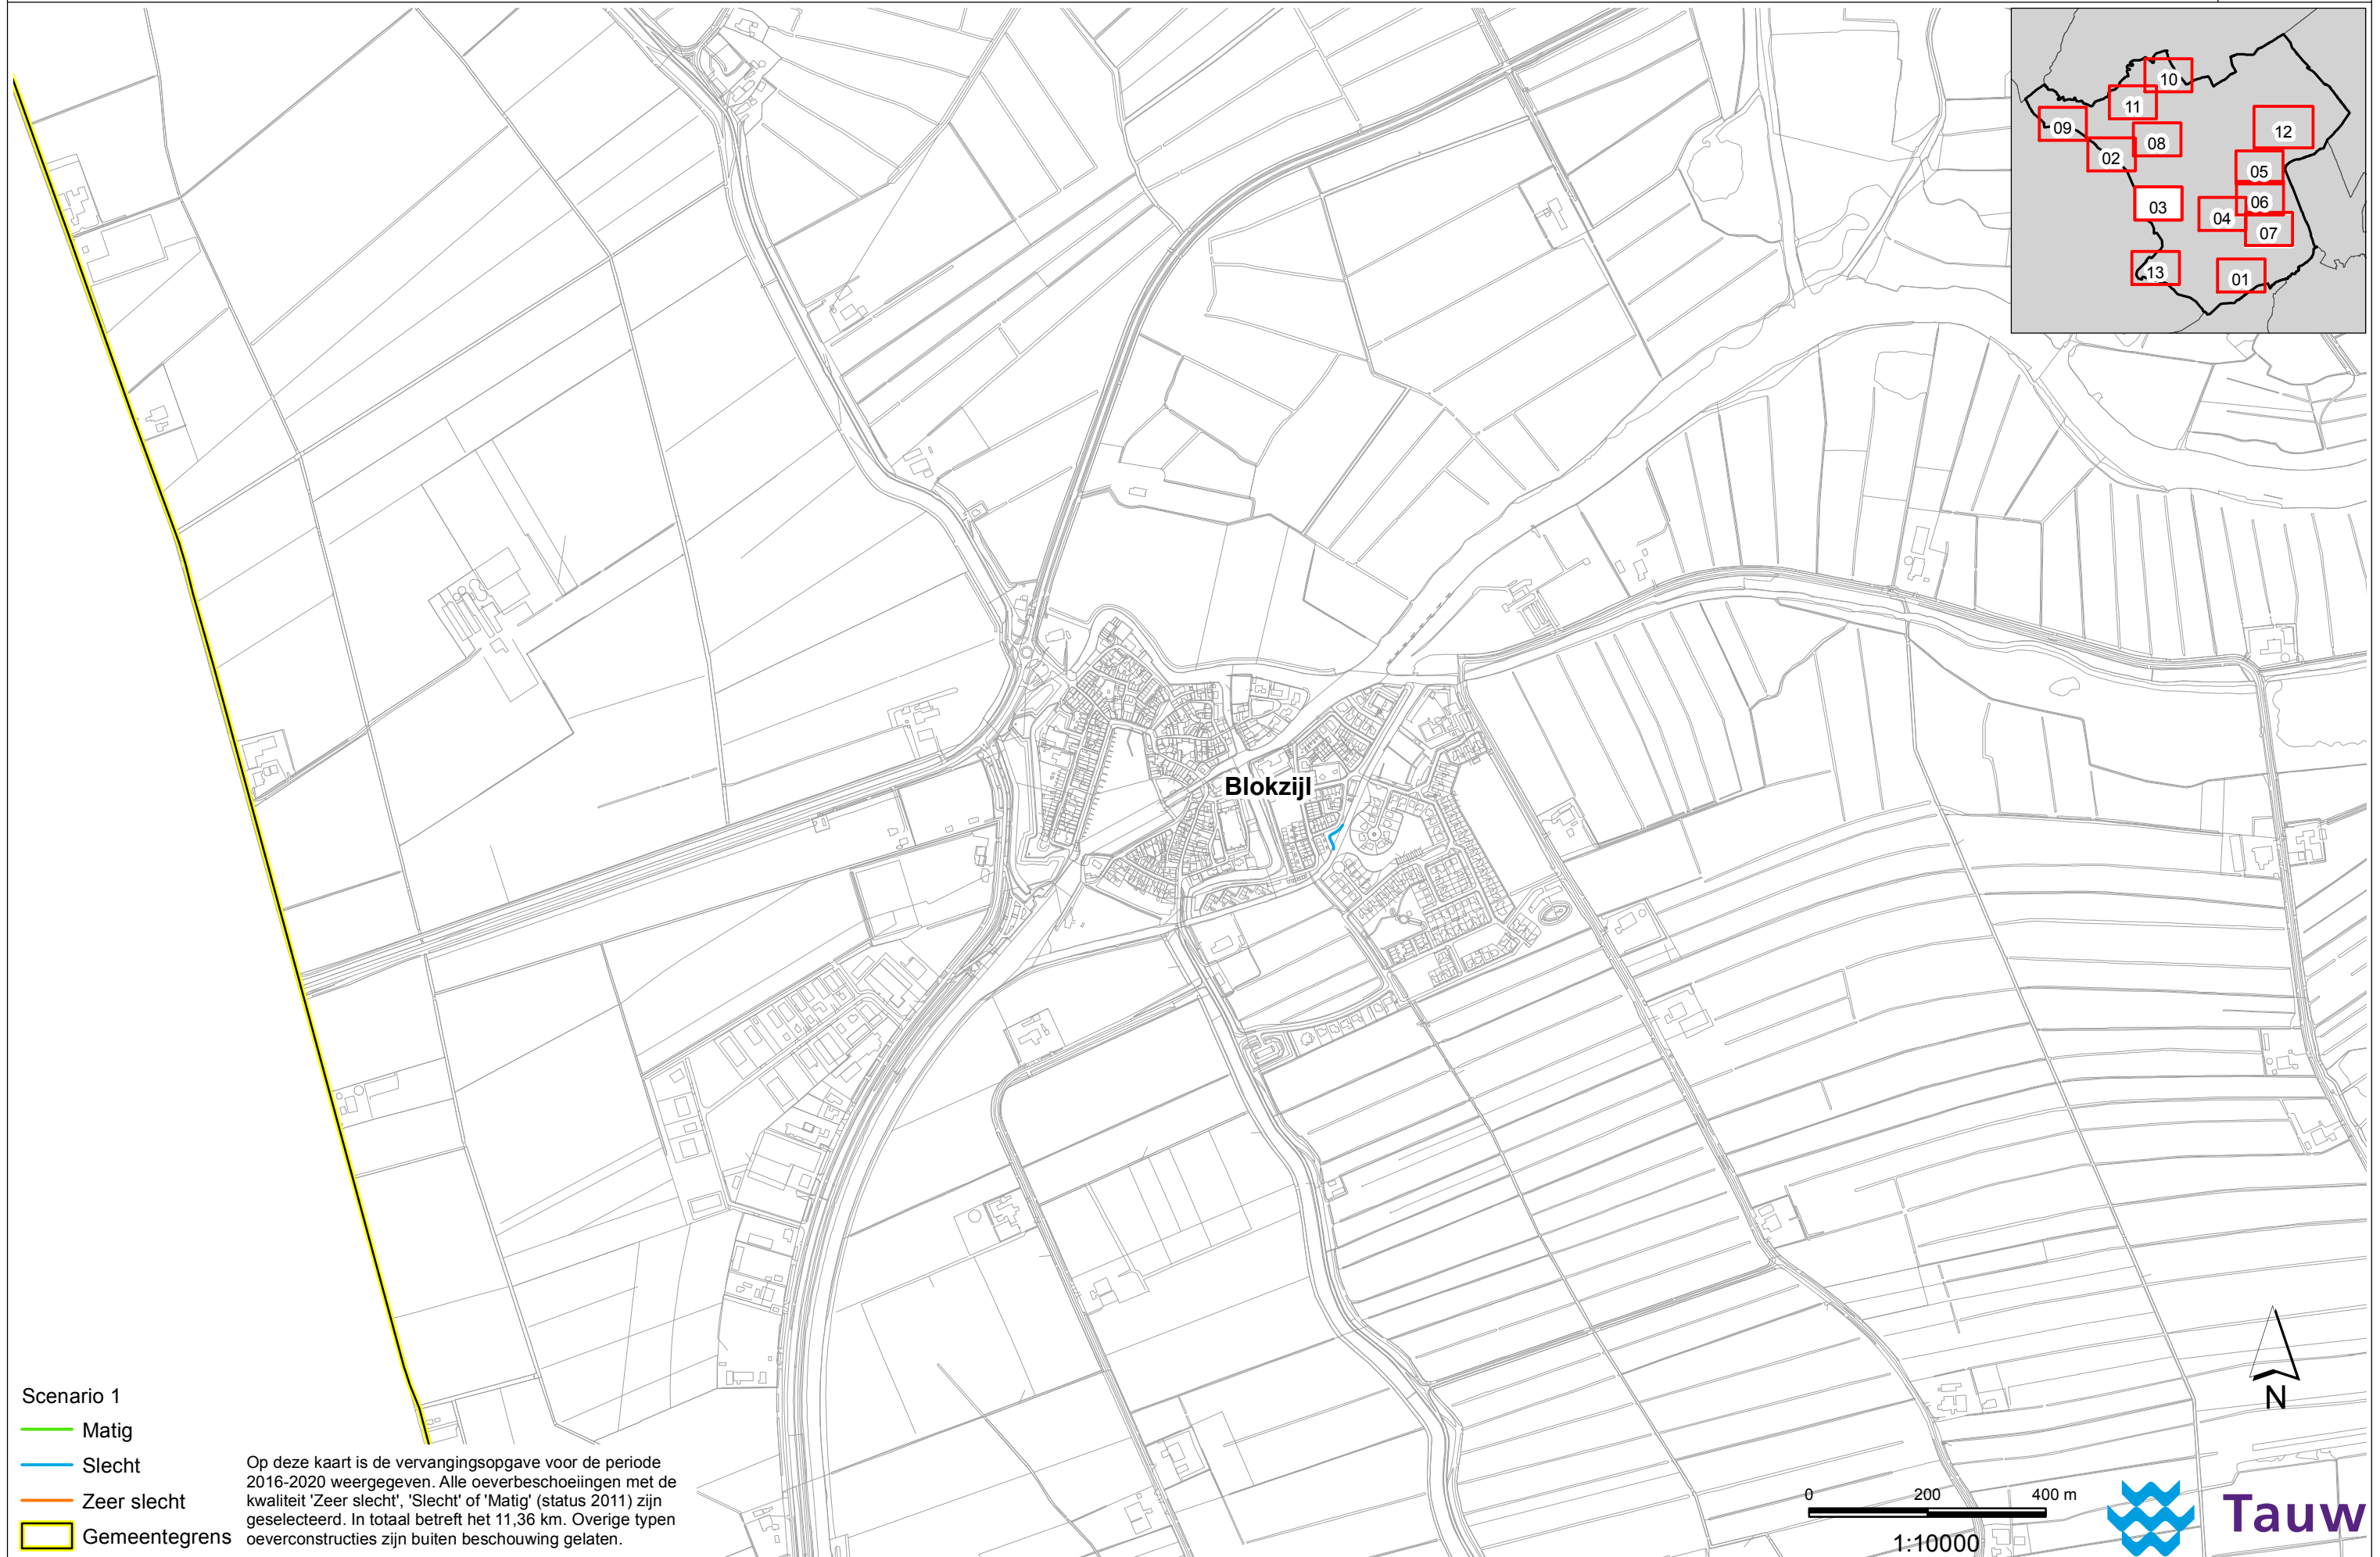 10
11
09
12
08
02
05
03
06
04
07
13
01
Blokzijl
Scenario 1
Matig
Slecht
Zeer slecht
Gemeentegrens
Op deze kaart is de vervangingsopgave voor de periode
2016-2020 weergegeven. Alle oeverbeschoeiingen met de
kwaliteit 'Zeer slecht', 'Slecht' of 'Matig' (status 2011) zijn
geselecteerd. In totaal betreft het 11,36 km. Overige typen
oeverconstructies zijn buiten beschouwing gelaten.
N
0 200 400 m
1:10000
Tauw